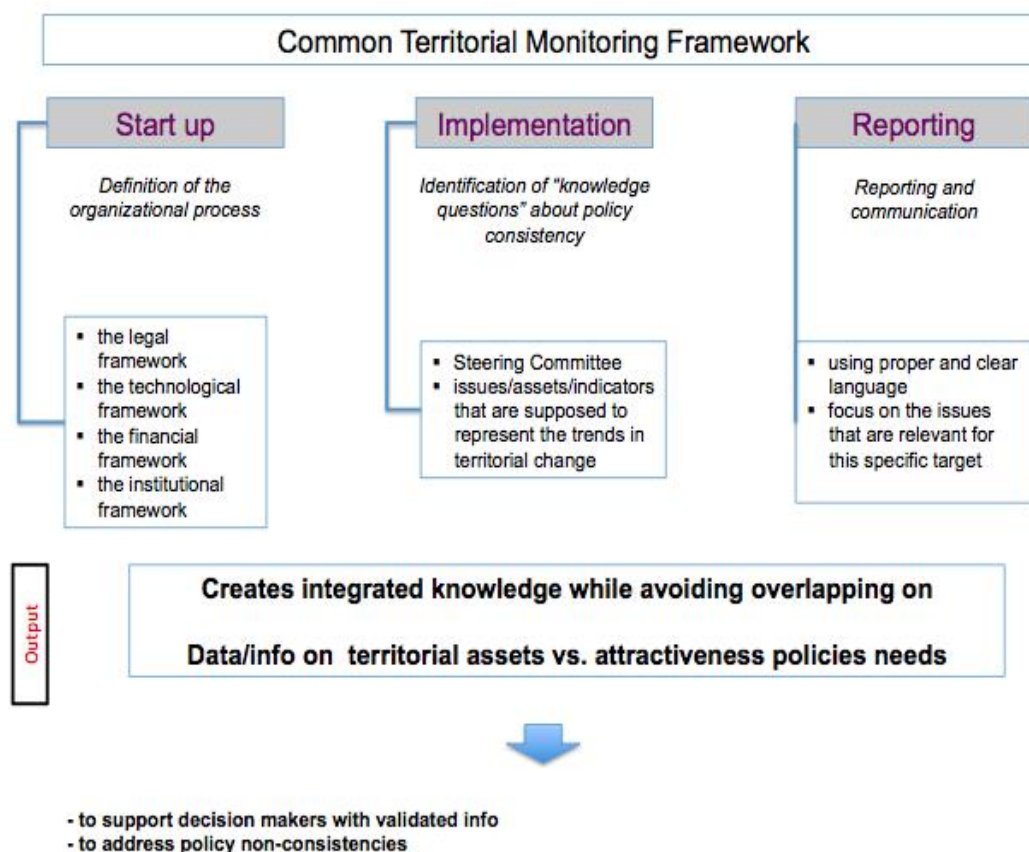 Common Territorial Monitoring Framework
Start up
Definition of the
organizational process
▪ the legal
framework
▪ the technological
framework
▪ the financial
framework
▪ the institutional
framework
Implementation
Identification of "knowledge
questions" about policy
consistency
▪ Steering Committee
▪ issues/assets/indicators
that are supposed to
represent the trends in
territorial change
Reporting
Reporting and
communication
▪ using proper and clear
language
▪ focus on the issues
that are relevant for
this specific target
Output
Creates integrated knowledge while avoiding overlapping on
Data/info on territorial assets vs. attractiveness policies needs
- to support decision makers with validated info
- to address policy non-consistencies